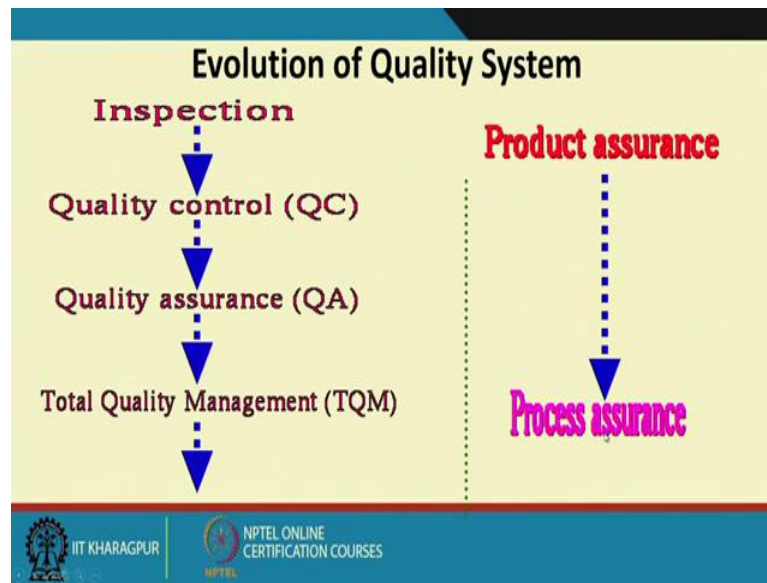 Evolution of Quality System
Inspection
Quality control (QC)
Quality assurance (QA)
Total Quality Management (TQM)
Product assurance
Process assurance
IIT KHARAGPUR
NPTEL
NPTEL ONLINE
CERTIFICATION COURSES